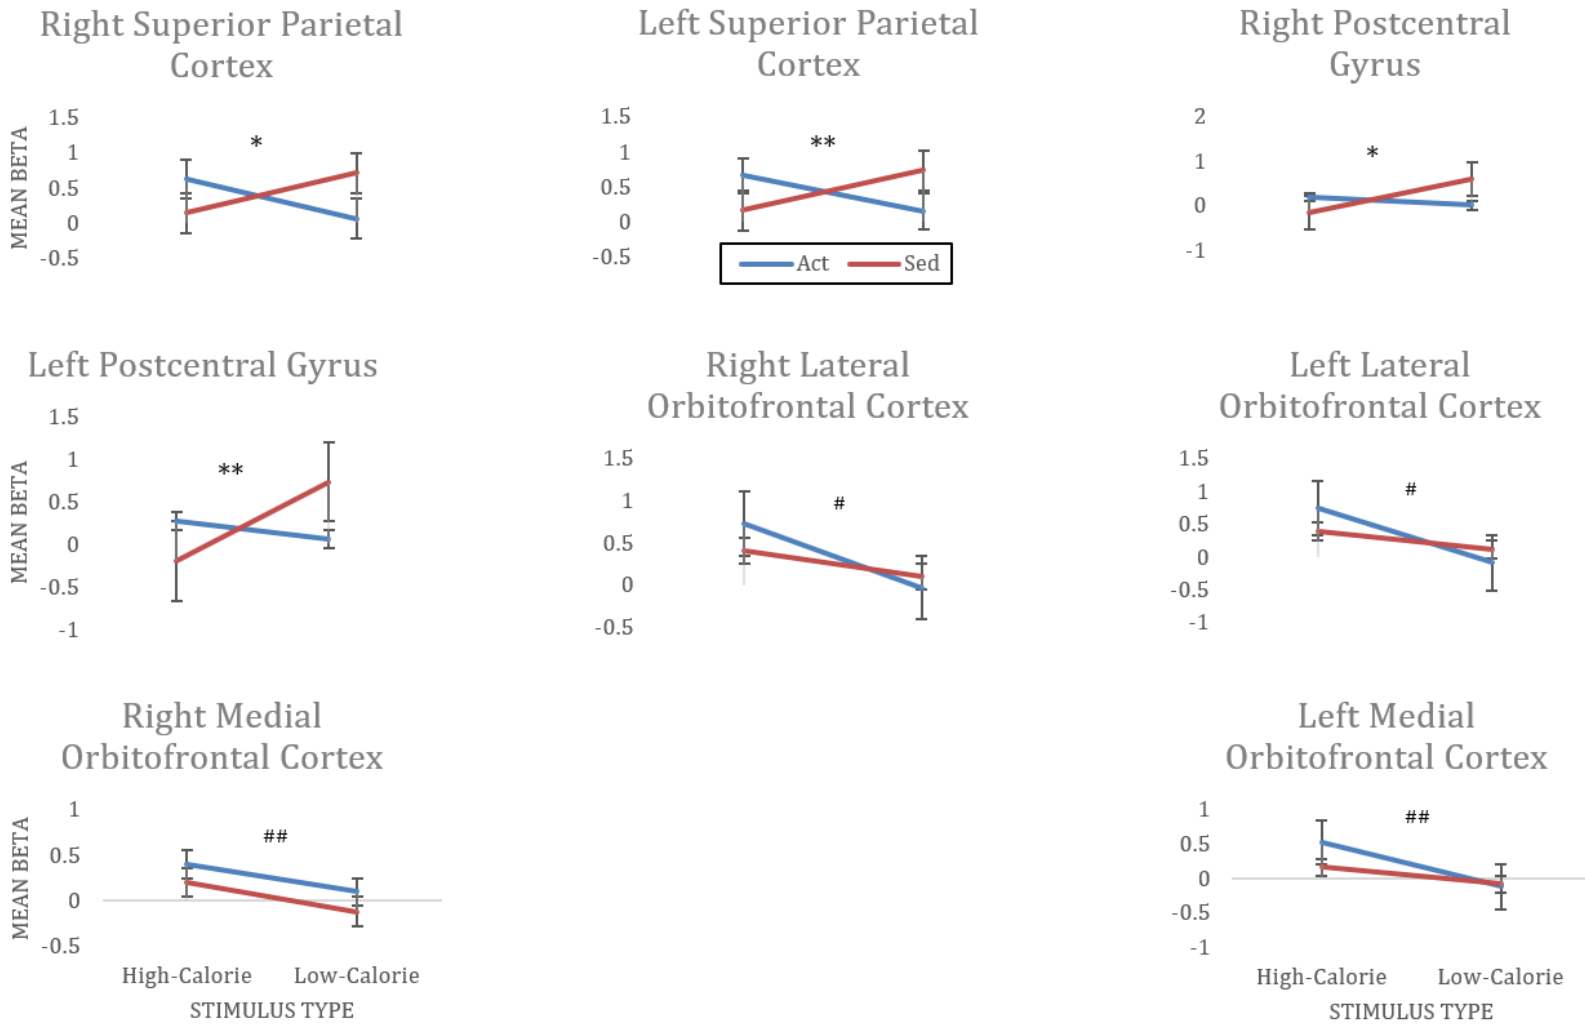 Right Superior Parietal
Cortex
MEAN BETA
1.5
1
0.5
0
-0.5
*
Left Superior Parietal
Cortex
1.5
1
0.5
0
-0.5
**
Act Sed
Right Postcentral
Gyrus
2
1
0
-1
*
Left Postcentral Gyrus
MEAN BETA
1.5
1
0.5
0
-0.5
-1
**
Right Lateral
Orbitofrontal Cortex
1.5
1
0.5
0
-0.5
#
Left Lateral
Orbitofrontal Cortex
1.5
1
0.5
0
-0.5
-1
#
Right Medial
Orbitofrontal Cortex
MEAN BETA
1
0.5
0
-0.5
##
High-Calorie Low-Calorie
STIMULUS TYPE
Left Medial
Orbitofrontal Cortex
1
0.5
0
-0.5
-1
##
High-Calorie Low-Calorie
STIMULUS TYPE